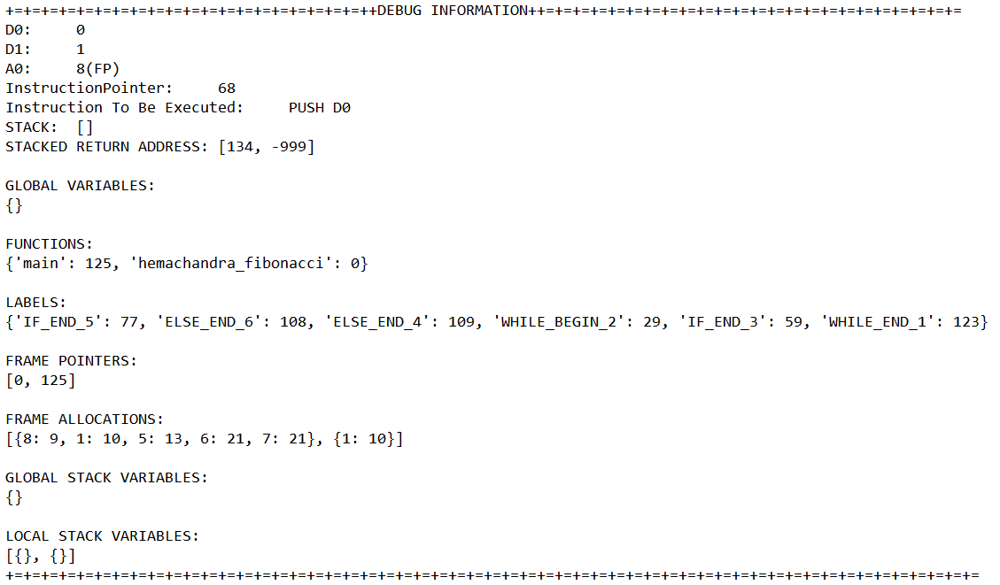 +=+=+=+=+=+=+=+=+=+=+=+=+=+=+=+=+=+=+=+=++DEBUG INFORMATION++=+=+=+=+=+=+=+=+=+=+=+=+=+=+=+=+=+=+=+=+=+=+=+=+=
D0:     0
D1:     1
A0:     8(FP)
InstructionPointer:     68
Instruction To Be Executed:     PUSH D0
STACK:  []
STACKED RETURN ADDRESS: [134, -999]
GLOBAL VARIABLES:
{}
FUNCTIONS:
{'main': 125, 'hemachandra_fibonacci': 0}
LABELS:
{'IF_END_5': 77, 'ELSE_END_6': 108, 'ELSE_END_4': 109, 'WHILE_BEGIN_2': 29, 'IF_END_3': 59, 'WHILE_END_1': 123}
FRAME POINTERS:
[0, 125]
FRAME ALLOCATIONS:
[{8: 9, 1: 10, 5: 13, 6: 21, 7: 21}, {1: 10}]
GLOBAL STACK VARIABLES:
{}
LOCAL STACK VARIABLES:
[{}, {}]
+=+=+=+=+=+=+=+=+=+=+=+=+=+=+=+=+=+=+=+=+=+=+=+=+=+=+=+=+=+=+=+=+=+=+=+=+=+=+=+=+=+=+=+=+=+=+=+=+=+=+=+=+=+=+=